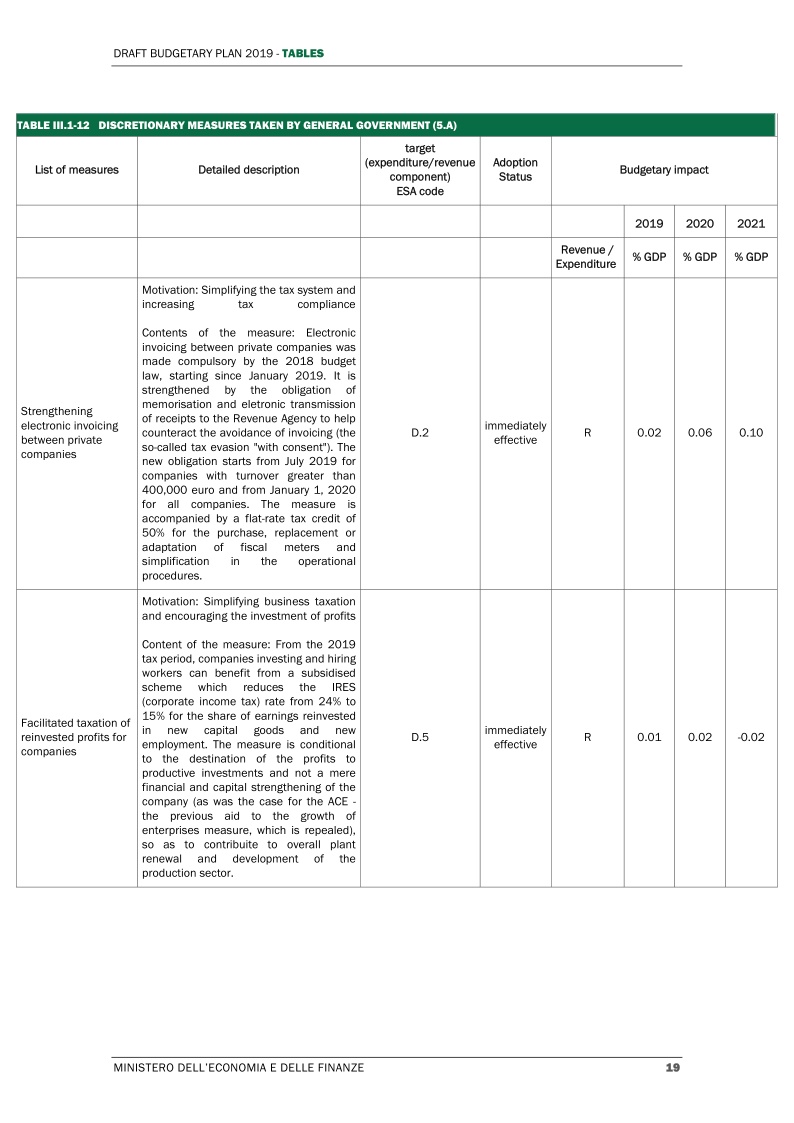 DRAFT BUDGETARY PLAN 2019 - TABLES
TABLE III.1-12 DISCRETIONARY MEASURES TAKEN BY GENERAL GOVERNMENT (5.A)
List of measures
Detailed description
target
(expenditure/revenue
component)
ESA code
Adoption
Status
Budgetary impact
2019
2020
2021
Revenue /
Expenditure
% GDP
% GDP
% GDP
Strengthening
electronic invoicing
between private
companies
Motivation: Simplifying the tax system and
increasing tax compliance
Contents of the measure: Electronic
invoicing between private companies was
made compulsory by the 2018 budget
law, starting since January 2019. It is
strengthened by the obligation of
memorisation and eletronic transmission
of receipts to the Revenue Agency to help
counteract the avoidance of invoicing (the
so-called tax evasion "with consent"). The
new obligation starts from July 2019 for
companies with turnover greater than
400,000 euro and from January 1, 2020
for all companies. The measure is
accompanied by a flat-rate tax credit of
50% for the purchase, replacement or
adaptation of fiscal meters and
simplification in the operational
procedures.
D.2
immediately
effective
R
0.02
0.06
0.10
Facilitated taxation of
reinvested profits for
companies
Motivation: Simplifying business taxation
and encouraging the investment of profits
Content of the measure: From the 2019
tax period, companies investing and hiring
workers can benefit from a subsidised
scheme which reduces the IRES
(corporate income tax) rate from 24% to
15% for the share of earnings reinvested
in new capital goods and new
employment. The measure is conditional
to the destination of the profits to
productive investments and not a mere
financial and capital strengthening of the
company (as was the case for the ACE -
the previous aid to the growth of
enterprises measure, which is repealed),
so as to contribuite to overall plant
renewal and development of the
production sector.
D.5
immediately
effective
R
0.01
0.02
-0.02
MINISTERO DELL'ECONOMIA E DELLE FINANZE
19